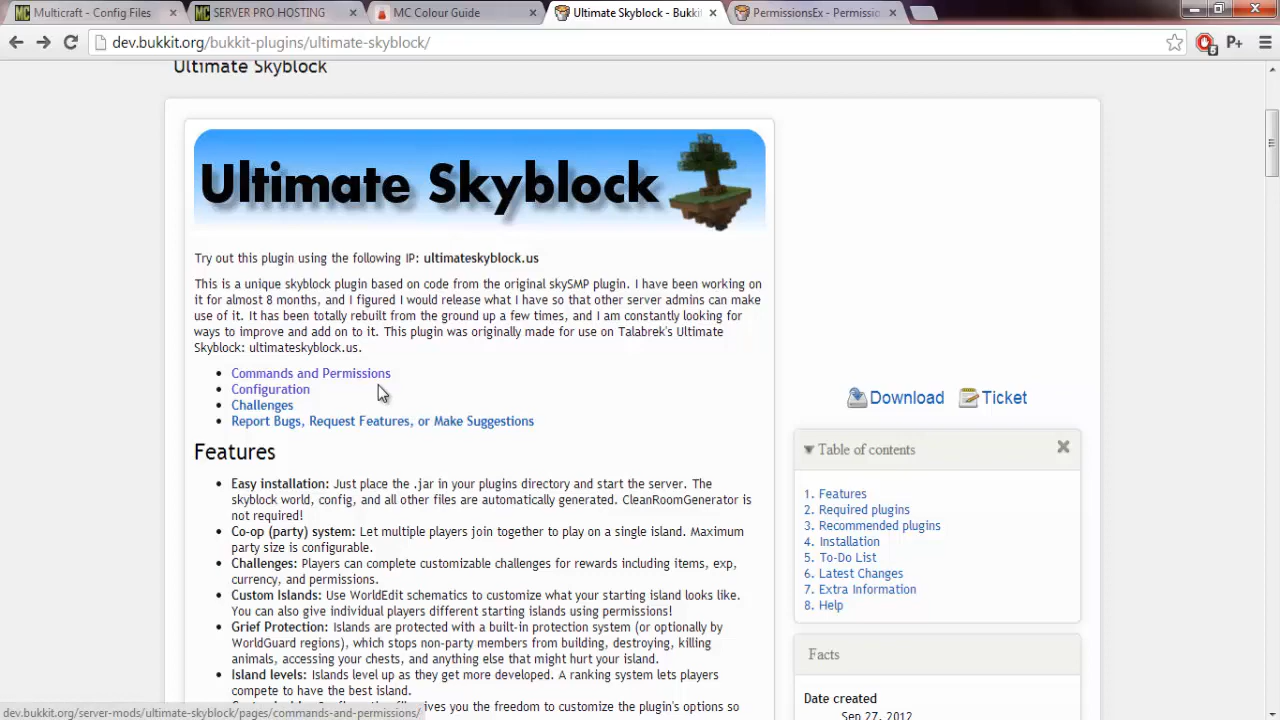 Multicraft - Config Files
SERVER PRO HOSTING
MC Colour Guide
Ultimate Skyblock - Bukkit
PermissionsEx - Permissio
dev.bukkit.org/bukkit-plugins/ultimate-skyblock/
P+
Ultimate Skyblock
Ultimate Skyblock
Try out this plugin using the following IP: ultimateskyblock.us
This is a unique skyblock plugin based on code from the original skySMP plugin. I have been working on
it for almost 8 months, and I figured I would release what I have so that other server admins can make
use of it. It has been totally rebuilt from the ground up a few times, and I am constantly looking for
ways to improve and add on to it. This plugin was originally made for use on Talabrek's Ultimate
Skyblock: ultimateskyblock.us.
Commands and Permissions
Configuration
Challenges
Report Bugs, Request Features, or Make Suggestions
Features
Easy installation: Just place the .jar in your plugins directory and start the server. The
skyblock world, config, and all other files are automatically generated. CleanRoomGenerator is
not required!
Co-op (party) system: Let multiple players join together to play on a single island. Maximum
party size is configurable.
Challenges: Players can complete customizable challenges for rewards including items, exp,
currency, and permissions.
Custom Islands: Use WorldEdit schematics to customize what your starting island looks like.
You can also give individual players different starting islands using permissions!
Grief Protection: Islands are protected with a built-in protection system (or optionally by
WorldGuard regions), which stops non-party members from building, destroying, killing
animals, accessing your chests, and anything else that might hurt your island.
Island levels: Islands level up as they get more developed. A ranking system lets players
compete to have the best island.
gives you the freedom to customize the plugin's options so
dev.bukkit.org/server-mods/ultimate-skyblock/pages/commands-and-permissions/
Download
Ticket
Table of contents
1. Features
2. Required plugins
3. Recommended plugins
4. Installation
5. To-Do List
6. Latest Changes
7. Extra Information
8. Help
Facts
Date created
Sep 27, 2012